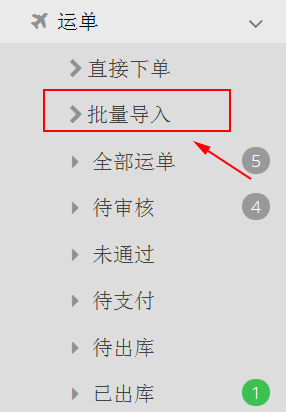 运单
直接下单
批量导入
全部运单 5
待审核 4
未通过
待支付
待出库
已出库 1